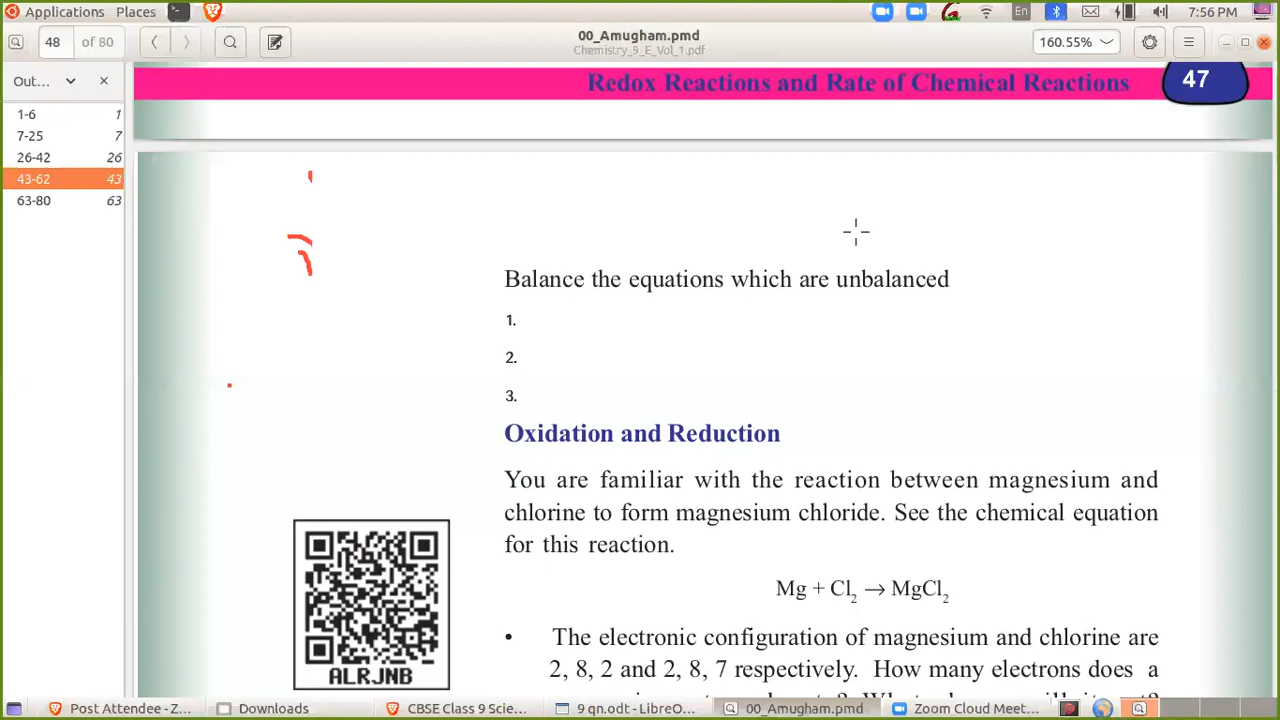 Applications Places En 7:56 PM
48 of 80 00_Amugham.pmd 160.55%
Chemistry_9_E_Vol_1.pdf
Out...
1-6 1
7-25 7
26-42 26
43-62 43
63-80 63
Redox Reactions and Rate of Chemical Reactions 47
Balance the equations which are unbalanced
1.
2.
3.
Oxidation and Reduction
You are familiar with the reaction between magnesium and
chlorine to form magnesium chloride. See the chemical equation
for this reaction.
Mg + Cl₂ → MgCl₂
• The electronic configuration of magnesium and chlorine are
2, 8, 2 and 2, 8, 7 respectively. How many electrons does a
ALRJNB
Post Attendee - Z... Downloads CBSE Class 9 Scie... 9 qn.odt - LibreO... 00_Amugham.pmd Zoom Cloud Meet...